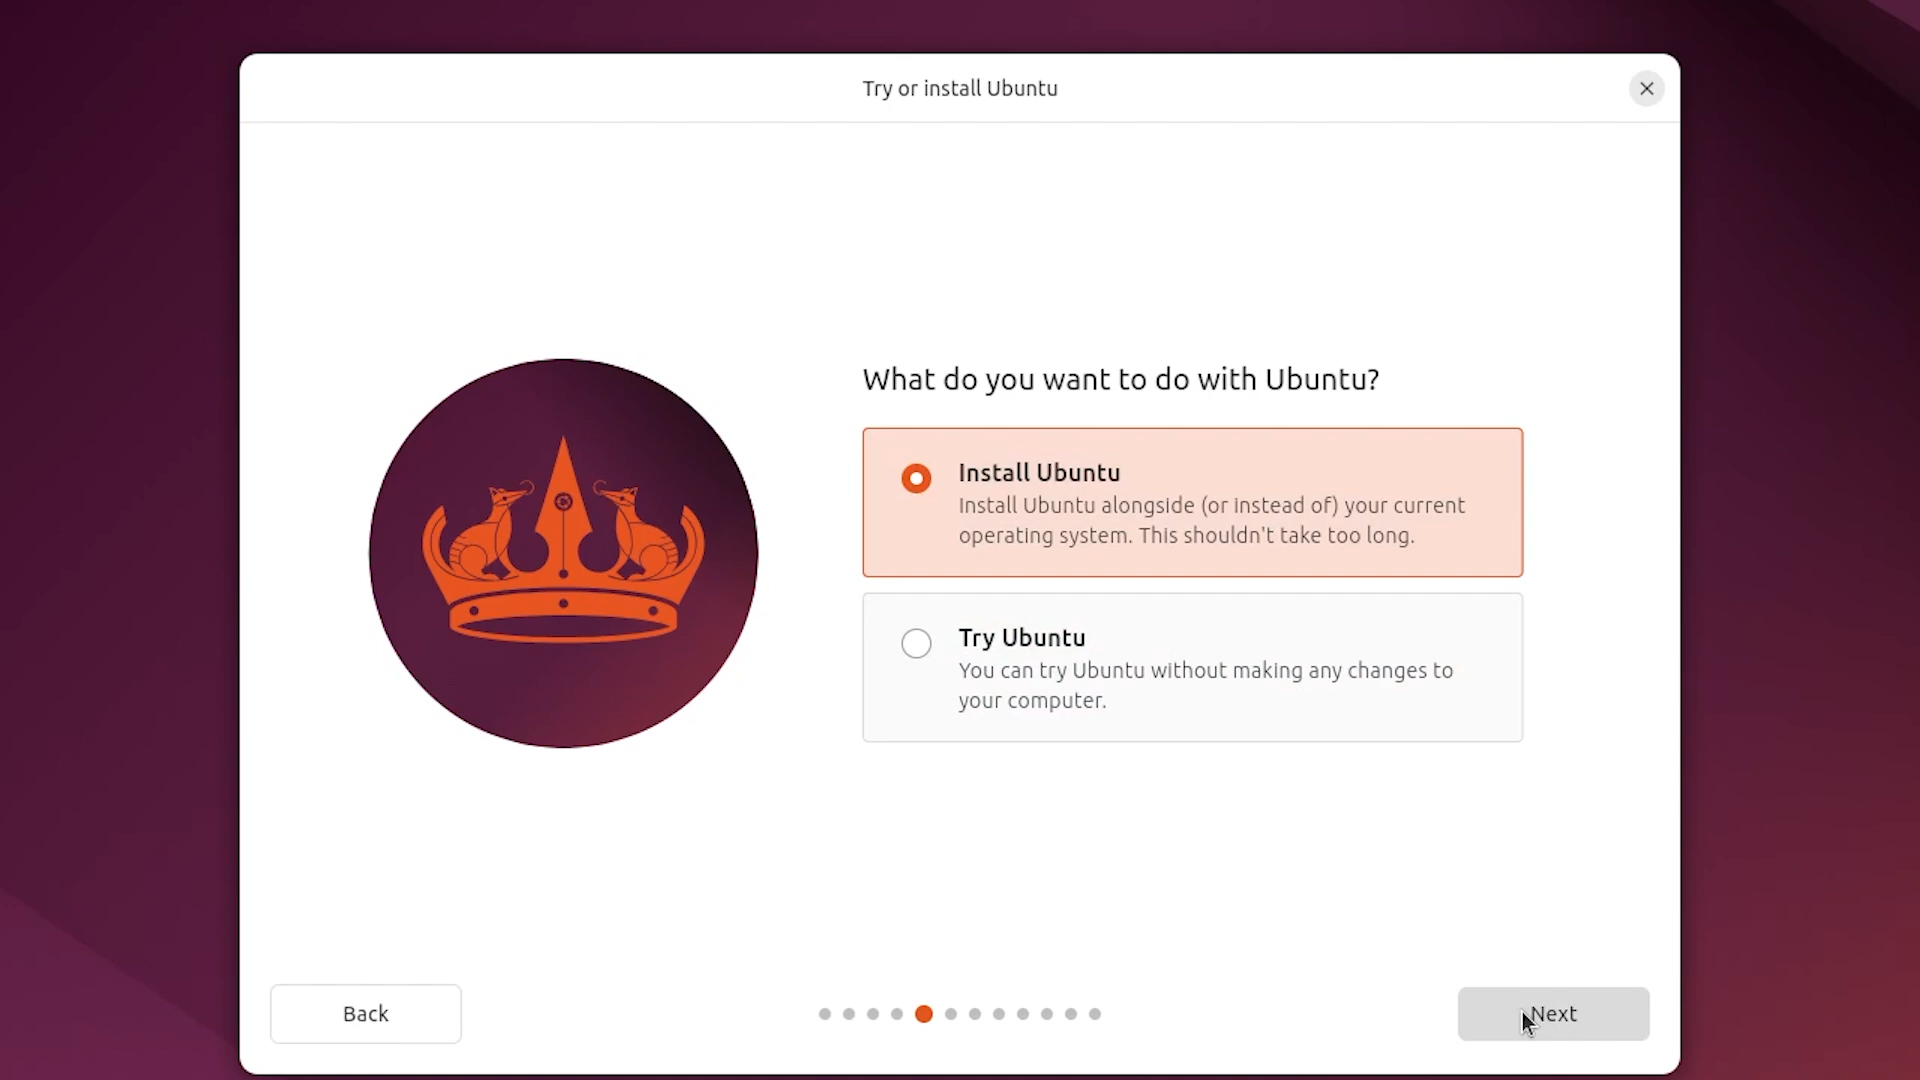 Try or install Ubuntu
What do you want to do with Ubuntu?
Install Ubuntu
Install Ubuntu alongside (or instead of) your current
operating system. This shouldn't take too long.
Try Ubuntu
You can try Ubuntu without making any changes to
your computer.
Back
Next